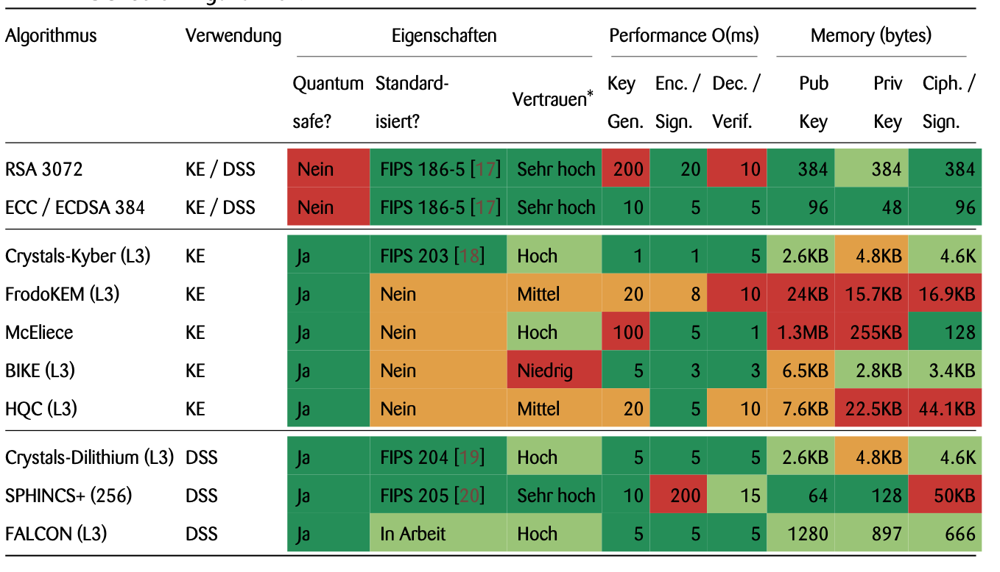 Algorithmus Verwendung Eigenschaften Performance O(ms) Memory (bytes)
Quantum Standard- Key Enc. / Dec. / Pub Priv Ciph. /
Vertrauen*
safe? isiert? Gen. Sign. Verif. Key Key Sign.
RSA 3072 KE / DSS Nein FIPS 186-5 [17] Sehr hoch 200 20 10 384 384 384
ECC / ECDSA 384 KE / DSS Nein FIPS 186-5 [17] Sehr hoch 10 5 5 96 48 96
Crystals-Kyber (L3) KE Ja FIPS 203 [18] Hoch 1 1 5 2.6KB 4.8KB 4.6K
FrodoKEM (L3) KE Ja Nein Mittel 20 8 10 24KB 15.7KB 16.9KB
McEliece KE Ja Nein Hoch 100 5 1 1.3MB 255KB 128
BIKE (L3) KE Ja Nein Niedrig 5 3 3 6.5KB 2.8KB 3.4KB
HQC (L3) KE Ja Nein Mittel 20 5 10 7.6KB 22.5KB 44.1KB
Crystals-Dilithium (L3) DSS Ja FIPS 204 [19] Hoch 5 5 5 2.6KB 4.8KB 4.6K
SPHINCS+ (256) DSS Ja FIPS 205 [20] Sehr hoch 10 200 15 64 128 50KB
FALCON (L3) DSS Ja In Arbeit Hoch 5 5 5 1280 897 666